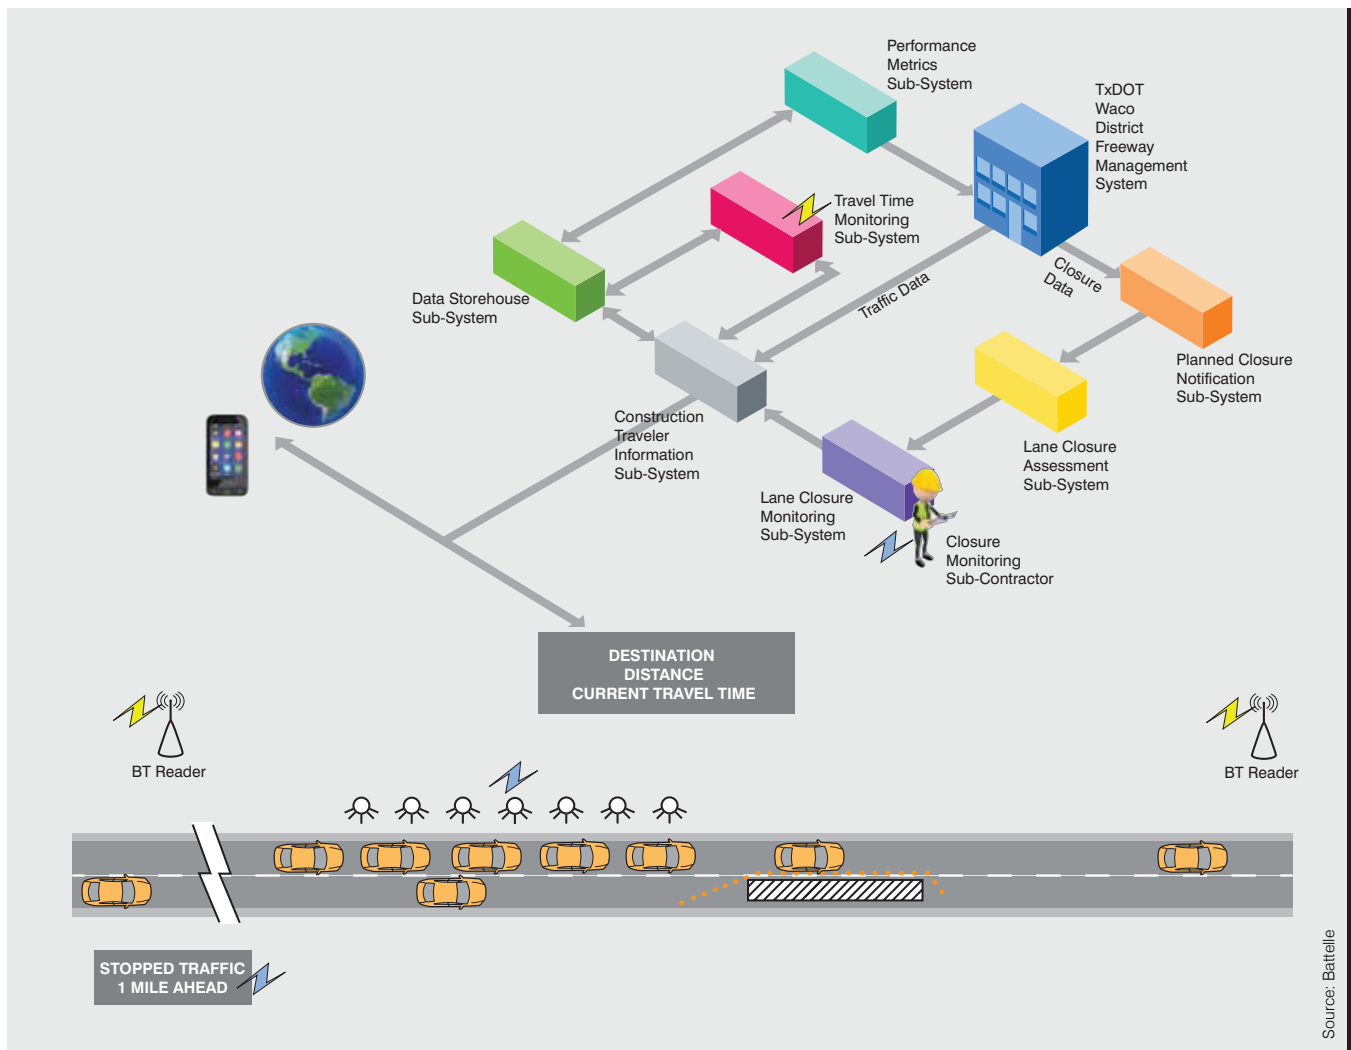 Performance
Metrics
Sub-System
TxDOT
Waco
District
Freeway
Management
System
Travel Time
Monitoring
Sub-System
Closure
Data
Traffic Data
Data Storehouse
Sub-System
Planned Closure
Notification
Sub-System
Construction
Traveler
Information
Sub-System
Lane Closure
Assessment
Sub-System
Lane Closure
Monitoring
Sub-System
Closure
Monitoring
Sub-Contractor
DESTINATION
DISTANCE
CURRENT TRAVEL TIME
BT Reader
BT Reader
STOPPED TRAFFIC
1 MILE AHEAD
Source: Battelle